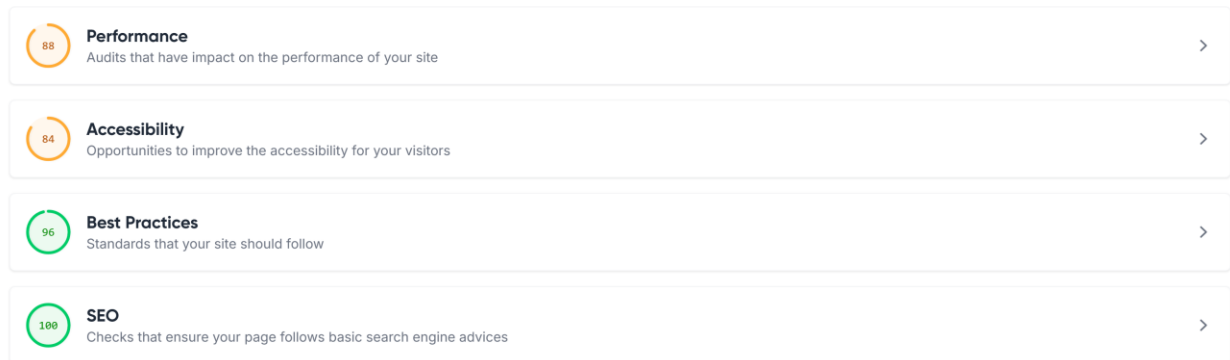 88
Performance
Audits that have impact on the performance of your site
84
Accessibility
Opportunities to improve the accessibility for your visitors
96
Best Practices
Standards that your site should follow
100
SEO
Checks that ensure your page follows basic search engine advices